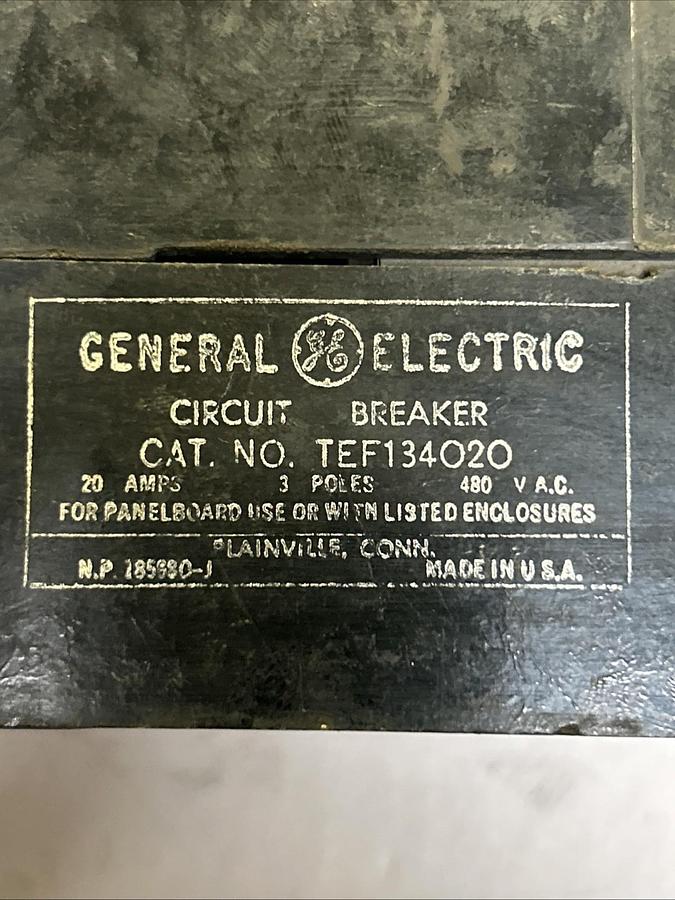 GENERAL GE ELECTRIC
CIRCUIT BREAKER
CAT. NO. TEF134020
20 AMPS 3 POLES 480 V A.C.
FOR PANELBOARD USE OR WITH LISTED ENCLOSURES
PLAINVILLE, CONN.
N.P. MADE IN U S.A.